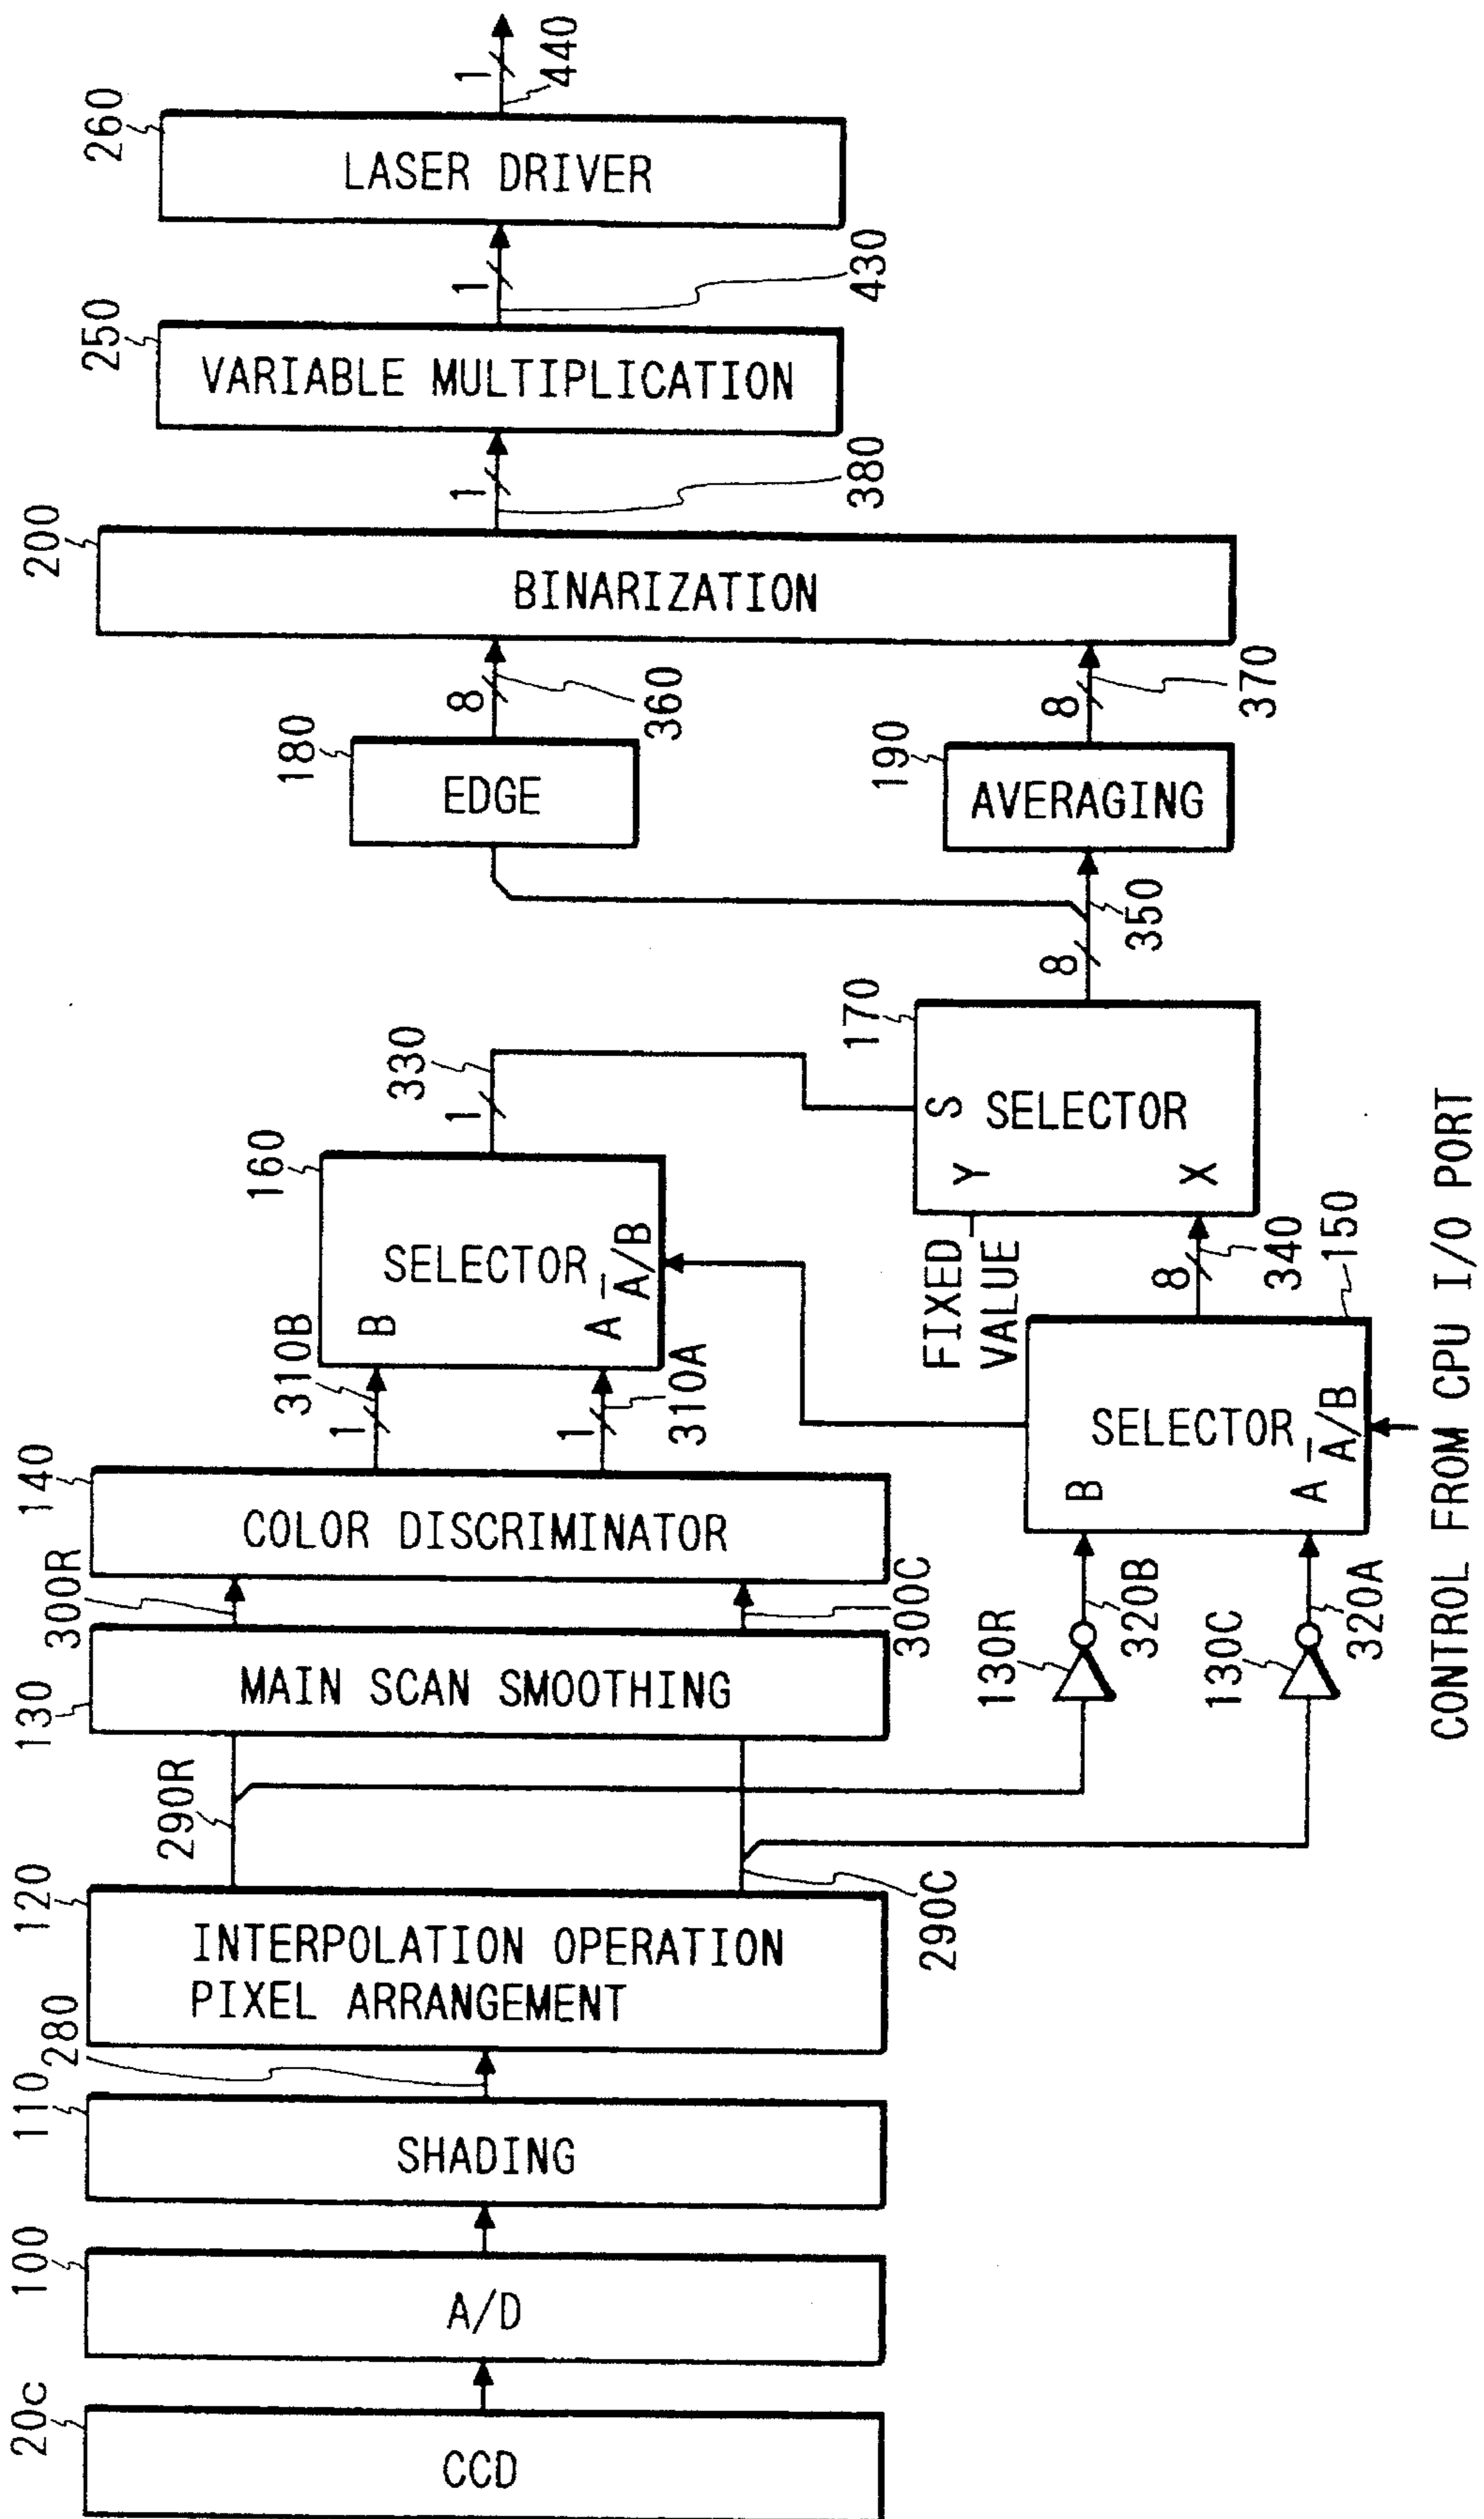 20c
CCD
100
A/D
110
SHADING
280
120
INTERPOLATION OPERATION
PIXEL ARRANGEMENT
290R
290C
130
MAIN SCAN SMOOTHING
300R
300C
140
COLOR DISCRIMINATOR
130R
130C
320B
320A
310B
310A
1
1
160
SELECTOR
B
A
A̅/B
150
SELECTOR
B
A
A̅/B
CONTROL FROM CPU I/O PORT
8
340
FIXED
VALUE
1
330
170
SELECTOR
S
Y
X
8
350
180
EDGE
190
AVERAGING
8
360
8
370
200
BINARIZATION
1
380
250
VARIABLE MULTIPLICATION
1
430
260
LASER DRIVER
1
440